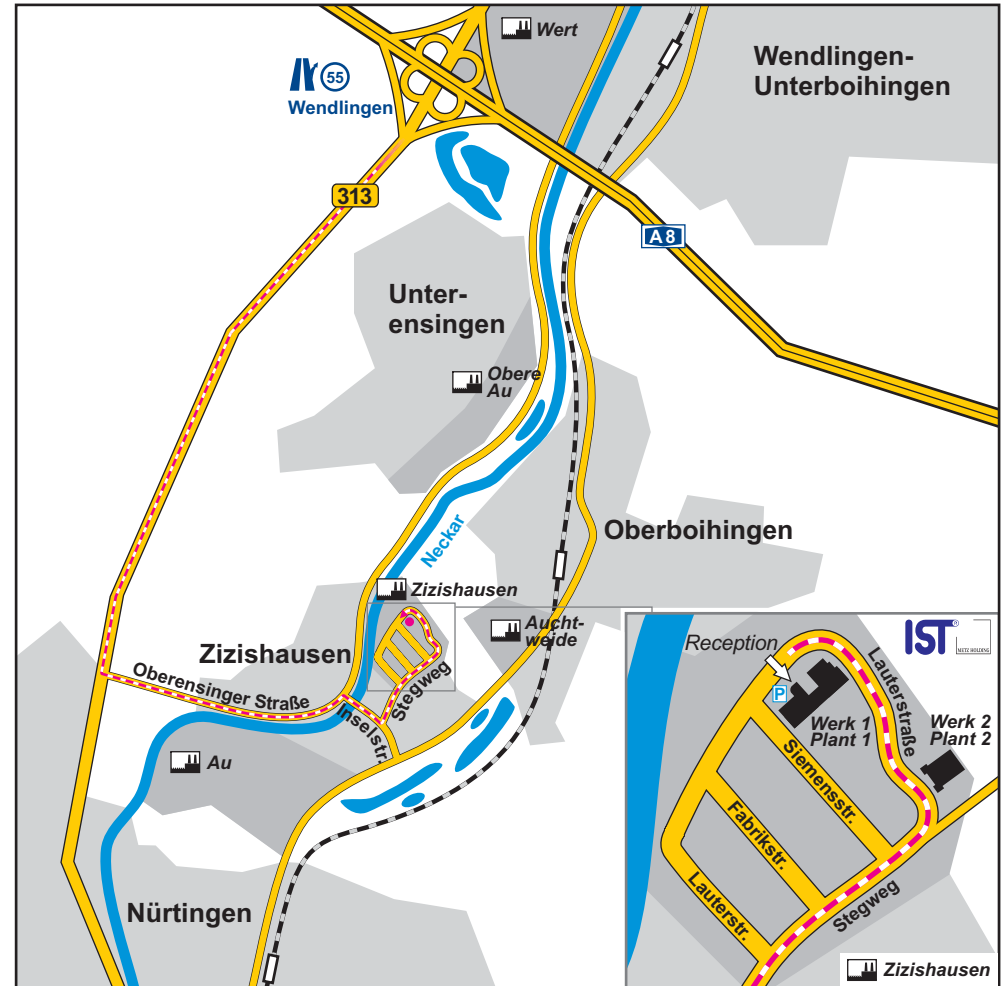 Wert
Wendlingen-
Unterboihingen
55
Wendlingen
313
A 8
Unter-
ensingen
Obere
Au
Neckar
Oberboihingen
Zizishausen
Aucht-
weide
Zizishausen
Oberensinger Straße
Stegweg
Inselstr.
Au
Nürtingen
IST®
METZ HOLDING
Reception
P
Lauterstraße
Werk 1
Plant 1
Werk 2
Plant 2
Siemensstr.
Fabrikstr.
Lauterstr.
Stegweg
Zizishausen